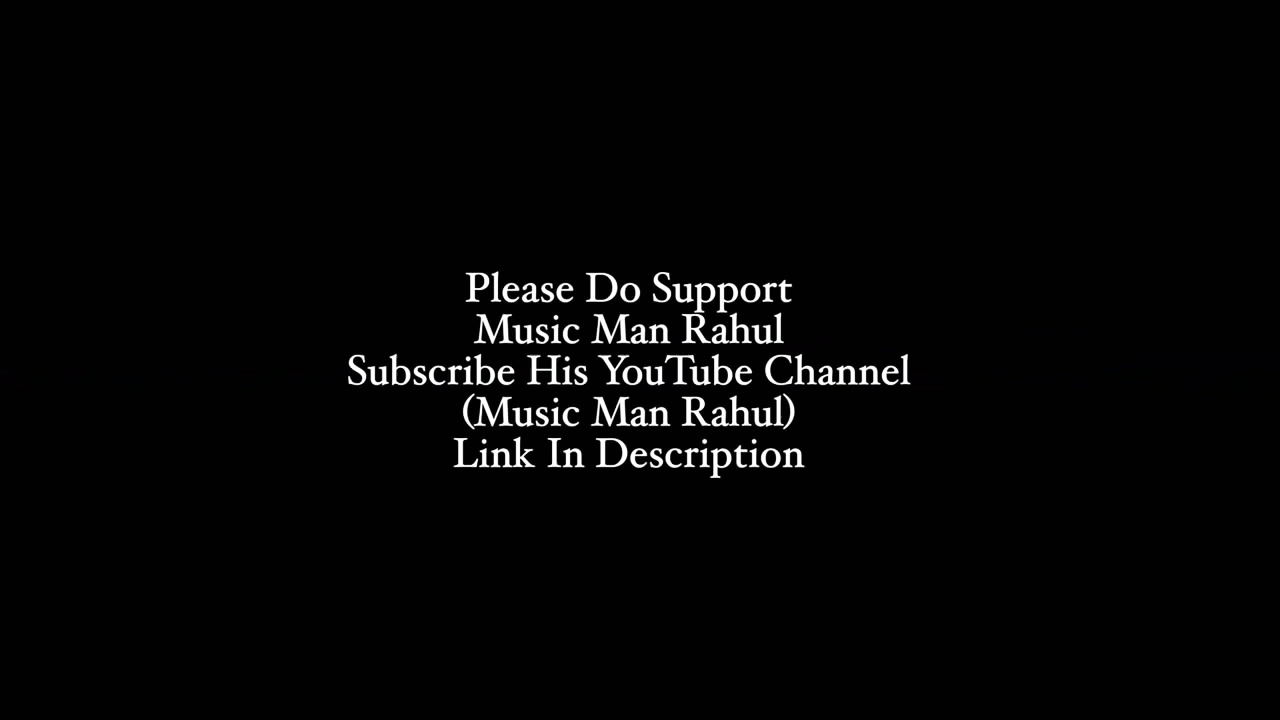 Please Do Support
Music Man Rahul
Subscribe His YouTube Channel
(Music Man Rahul)
Link In Description